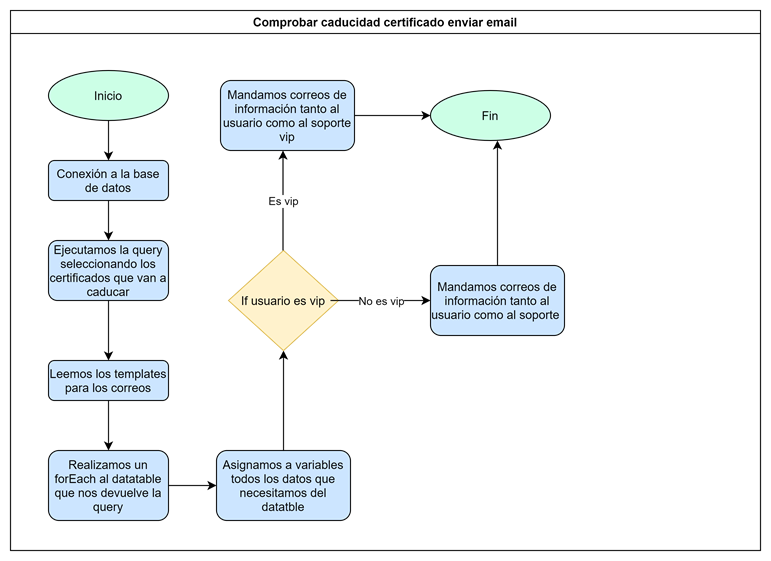 Comprobar caducidad certificado enviar email
Inicio
Conexión a la base
de datos
Ejecutamos la query
seleccionando los
certificados que van a
caducar
Leemos los templates
para los correos
Realizamos un
forEach al datatable
que nos devuelve la
query
Asignamos a variables
todos los datos que
necesitamos del
datatble
If usuario es vip
Es vip
Mandamos correos de
información tanto al
usuario como al soporte
vip
No es vip
Mandamos correos de
información tanto al
usuario como al soporte
Fin